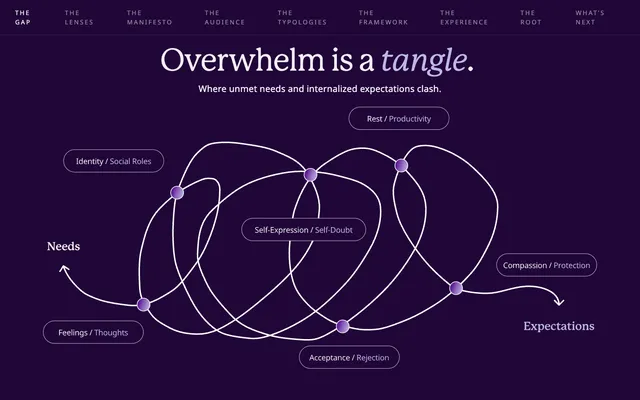 THE GAP
THE LENSES
THE MANIFESTO
THE AUDIENCE
THE TYPOLOGIES
THE FRAMEWORK
THE EXPERIENCE
THE ROOT
WHAT'S NEXT
Overwhelm is a tangle.
Where unmet needs and internalized expectations clash.
Rest / Productivity
Identity / Social Roles
Self-Expression / Self-Doubt
Needs
Compassion / Protection
Feelings / Thoughts
Expectations
Acceptance / Rejection